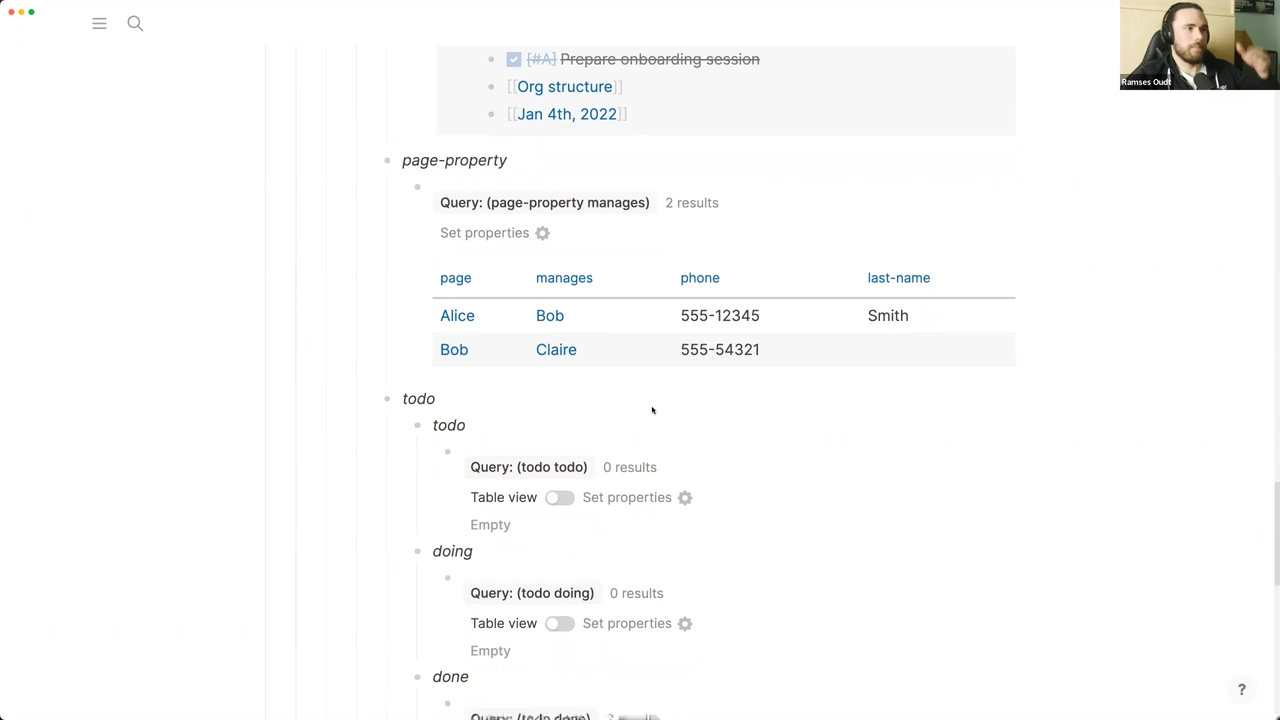 Ramses Oudt
[#A] Prepare onboarding session
[[Org structure]]
[[Jan 4th, 2022]]
page-property
Query: (page-property manages) 2 results
Set properties
page manages phone last-name
Alice Bob 555-12345 Smith
Bob Claire 555-54321
todo
todo
Query: (todo todo) 0 results
Table view Set properties
Empty
doing
Query: (todo doing) 0 results
Table view Set properties
Empty
done
?